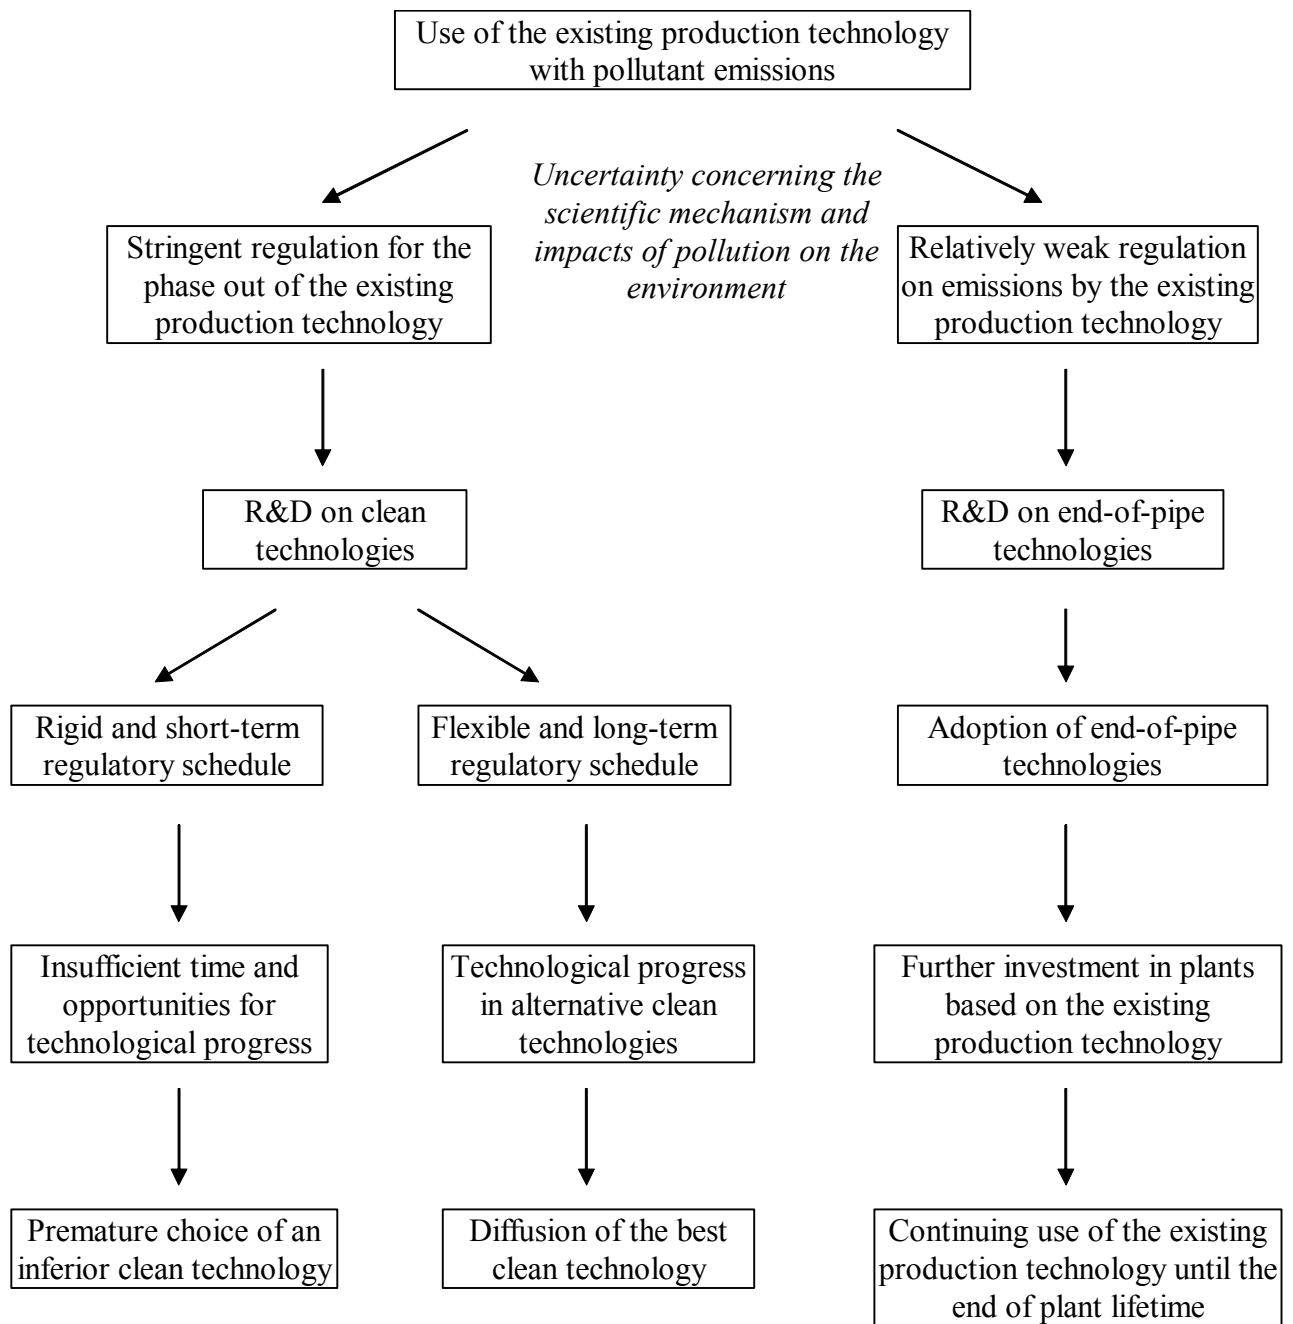 Use of the existing production technology
with pollutant emissions
Uncertainty concerning the
scientific mechanism and
impacts of pollution on the
environment
Stringent regulation for the
phase out of the existing
production technology
Relatively weak regulation
on emissions by the existing
production technology
R&D on clean
technologies
R&D on end-of-pipe
technologies
Rigid and short-term
regulatory schedule
Flexible and long-term
regulatory schedule
Adoption of end-of-pipe
technologies
Insufficient time and
opportunities for
technological progress
Technological progress
in alternative clean
technologies
Further investment in plants
based on the existing
production technology
Premature choice of an
inferior clean technology
Diffusion of the best
clean technology
Continuing use of the existing
production technology until the
end of plant lifetime